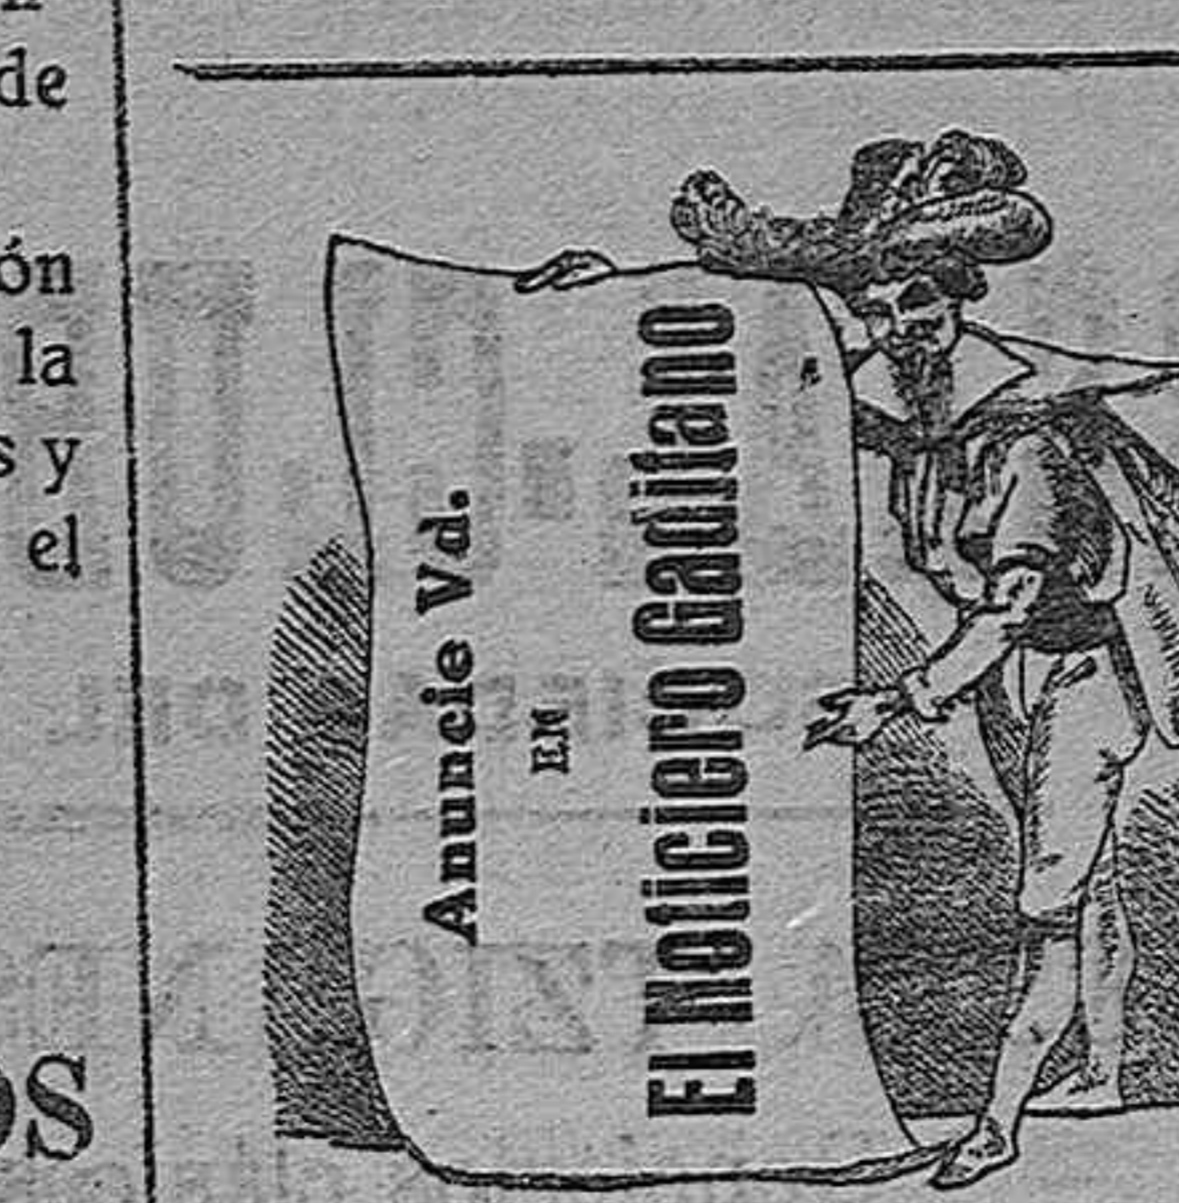 de
ón
la
s y
el
OS
Anuncie Vd.
EN
El Noticiero Gaditano